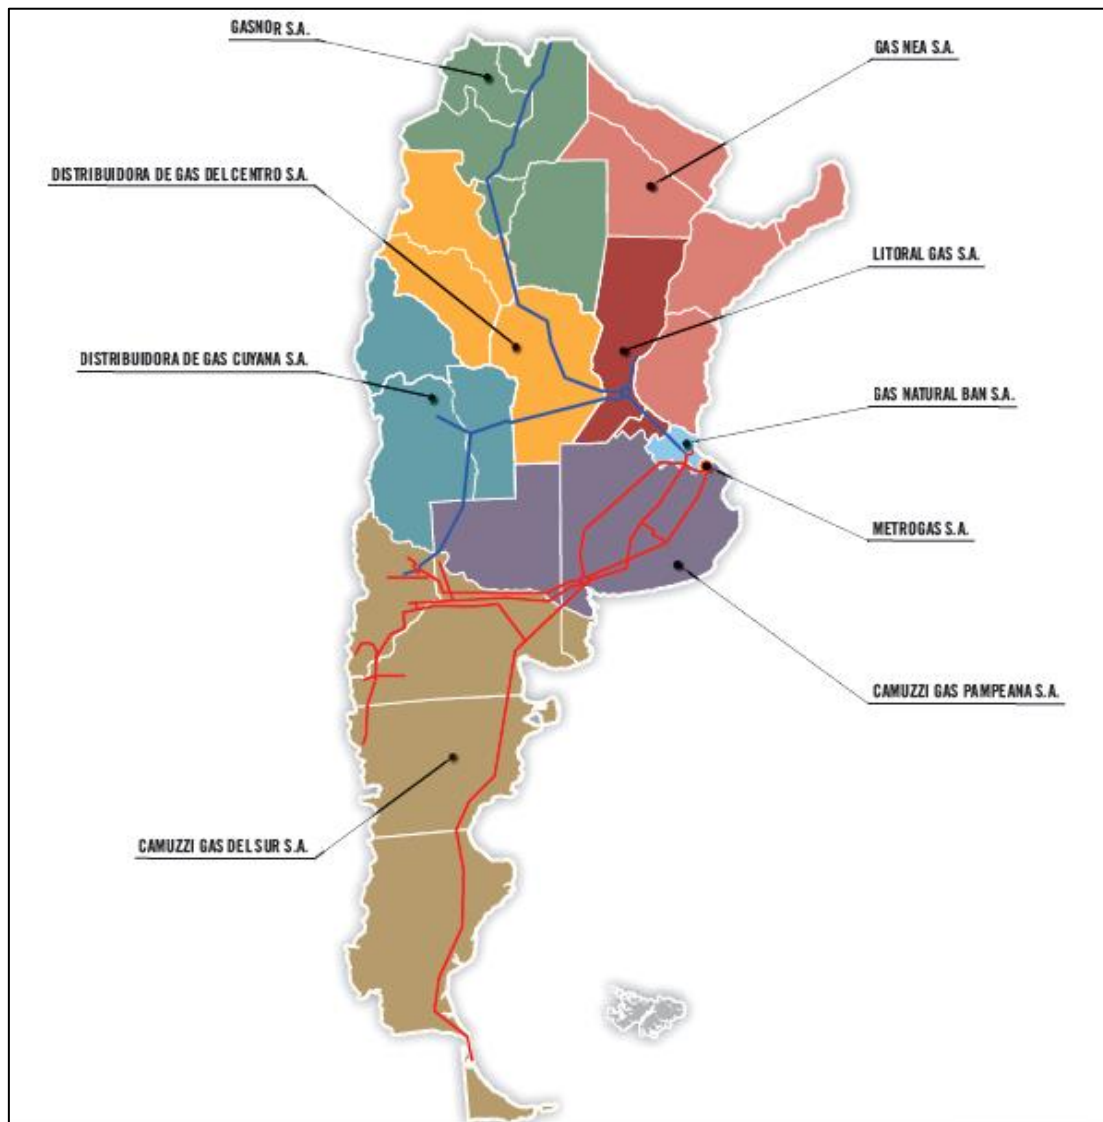 GASNOR S.A.
GAS NEA S.A.
DISTRIBUIDORA DE GAS DEL CENTRO S.A.
LITORAL GAS S.A.
DISTRIBUIDORA DE GAS CUYANA S.A.
GAS NATURAL BAN S.A.
METROGAS S.A.
CAMUZZI GAS PAMPEANA S.A.
CAMUZZI GAS DEL SUR S.A.